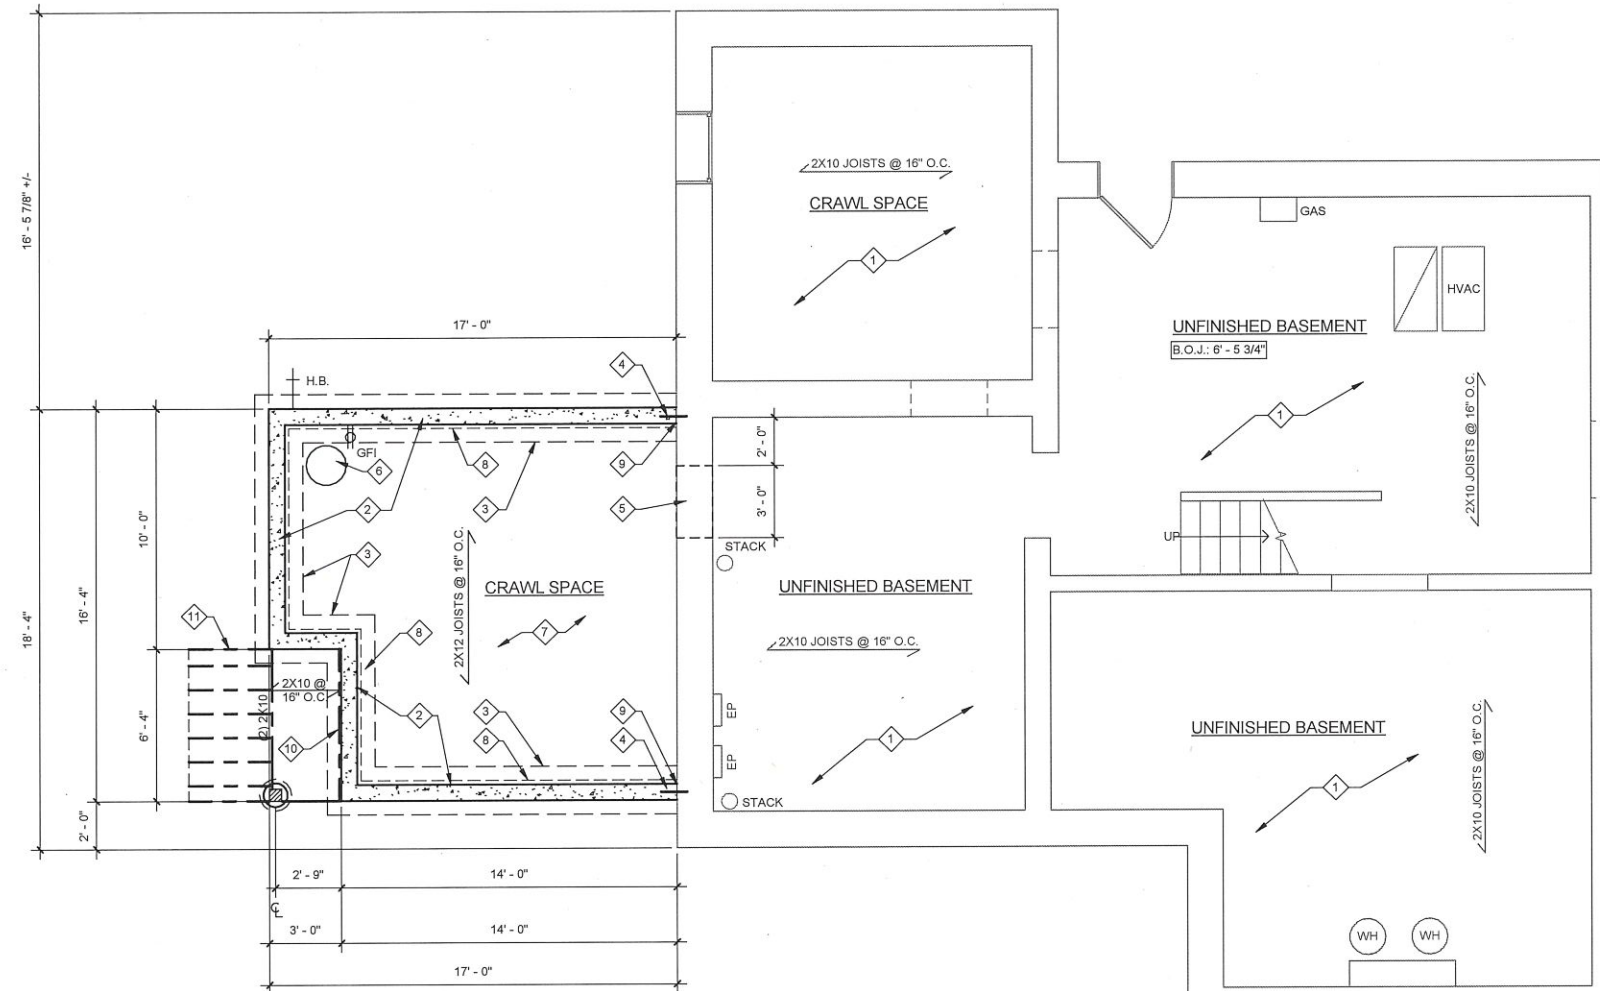 2X10 JOISTS @ 16" O.C.
CRAWL SPACE
1
GAS
HVAC
UNFINISHED BASEMENT
B.O.J.: 6' - 5 3/4"
1
2X10 JOISTS @ 16" O.C.
UP
16' - 5 7/8" +/-
17' - 0"
H.B.
4
GFI
6
8
9
2
3
5
2' - 0"
3' - 0"
10' - 0"
16' - 4"
18' - 4"
3
STACK
CRAWL SPACE
7
2X12 JOISTS @ 16" O.C.
UNFINISHED BASEMENT
2X10 JOISTS @ 16" O.C.
11
8
2X10 @
16" O.C.
(2) 2X10
6' - 4"
10
2
3
8
9
4
EP
EP
1
STACK
UNFINISHED BASEMENT
1
2X10 JOISTS @ 16" O.C.
2' - 0"
2' - 9"
14' - 0"
CL
3' - 0"
14' - 0"
17' - 0"
WH
WH